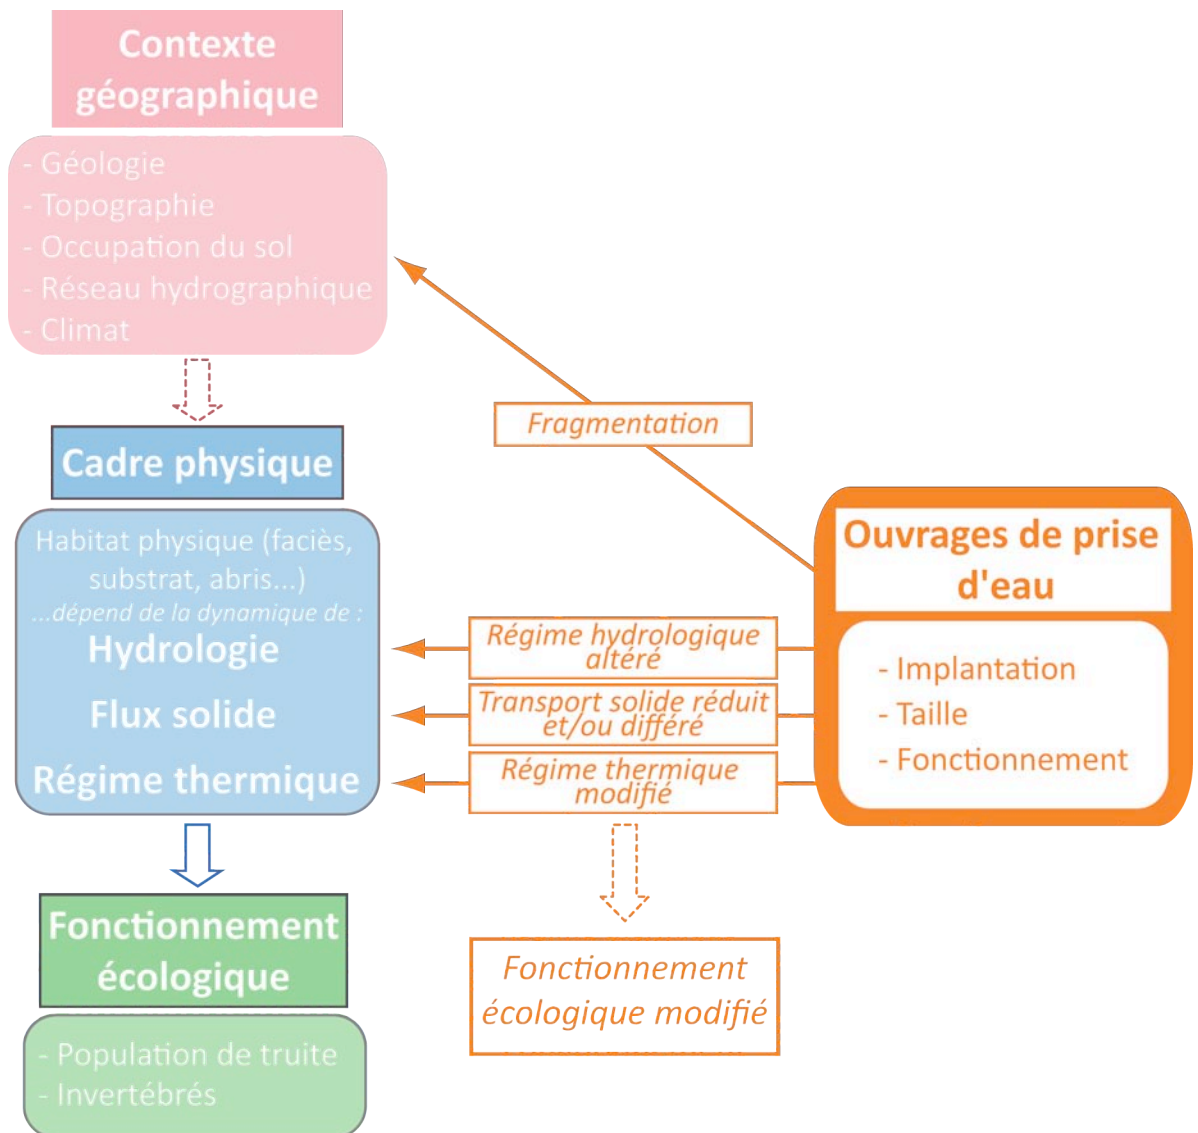 Contexte
géographique
- Géologie
- Topographie
- Occupation du sol
- Réseau hydrographique
- Climat
Cadre physique
Habitat physique (faciès,
substrat, abris...)
...dépend de la dynamique de :
Hydrologie
Flux solide
Régime thermique
Fonctionnement
écologique
- Population de truite
- Invertébrés
Fragmentation
Régime hydrologique
altéré
Transport solide réduit
et/ou différé
Régime thermique
modifié
Fonctionnement
écologique modifié
Ouvrages de prise
d'eau
- Implantation
- Taille
- Fonctionnement